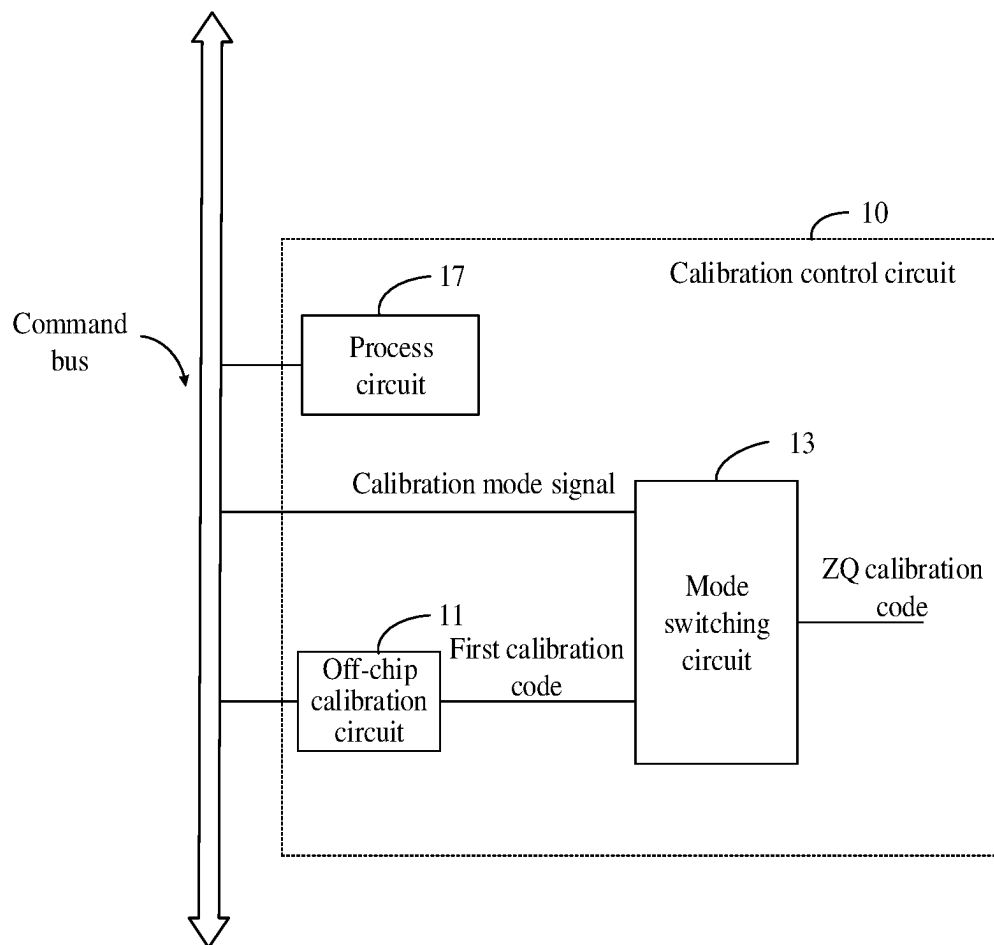 10
Calibration control circuit
17
Process
circuit
Command
bus
13
Calibration mode signal
Mode
switching
circuit
ZQ calibration
code
11
Off-chip
calibration
circuit
First calibration
code